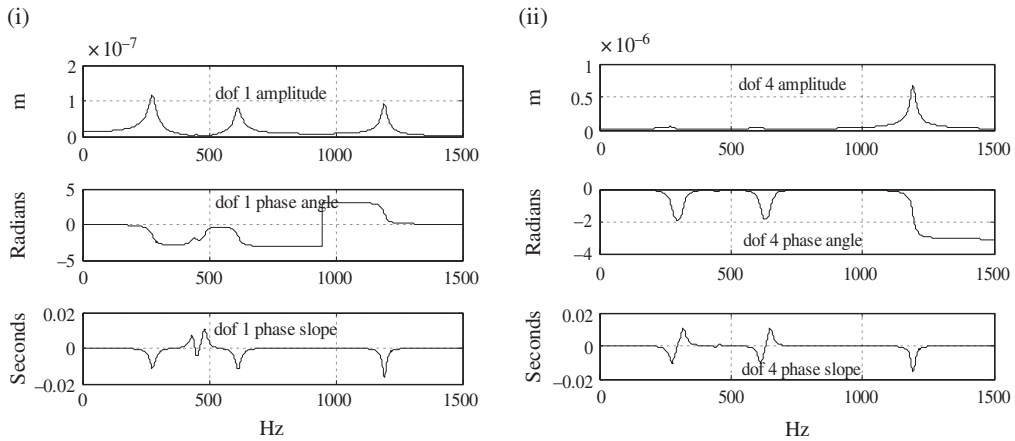 (i)
×10⁻⁷
2
1
0
m
dof 1 amplitude
0
500
1000
1500
5
0
−5
Radians
dof 1 phase angle
0
500
1000
1500
0.02
0
−0.02
Seconds
dof 1 phase slope
0
500
1000
1500
Hz
(ii)
×10⁻⁶
1
0.5
0
m
dof 4 amplitude
0
500
1000
1500
0
−2
−4
Radians
dof 4 phase angle
0
500
1000
1500
0.02
0
−0.02
Seconds
dof 4 phase slope
0
500
1000
1500
Hz